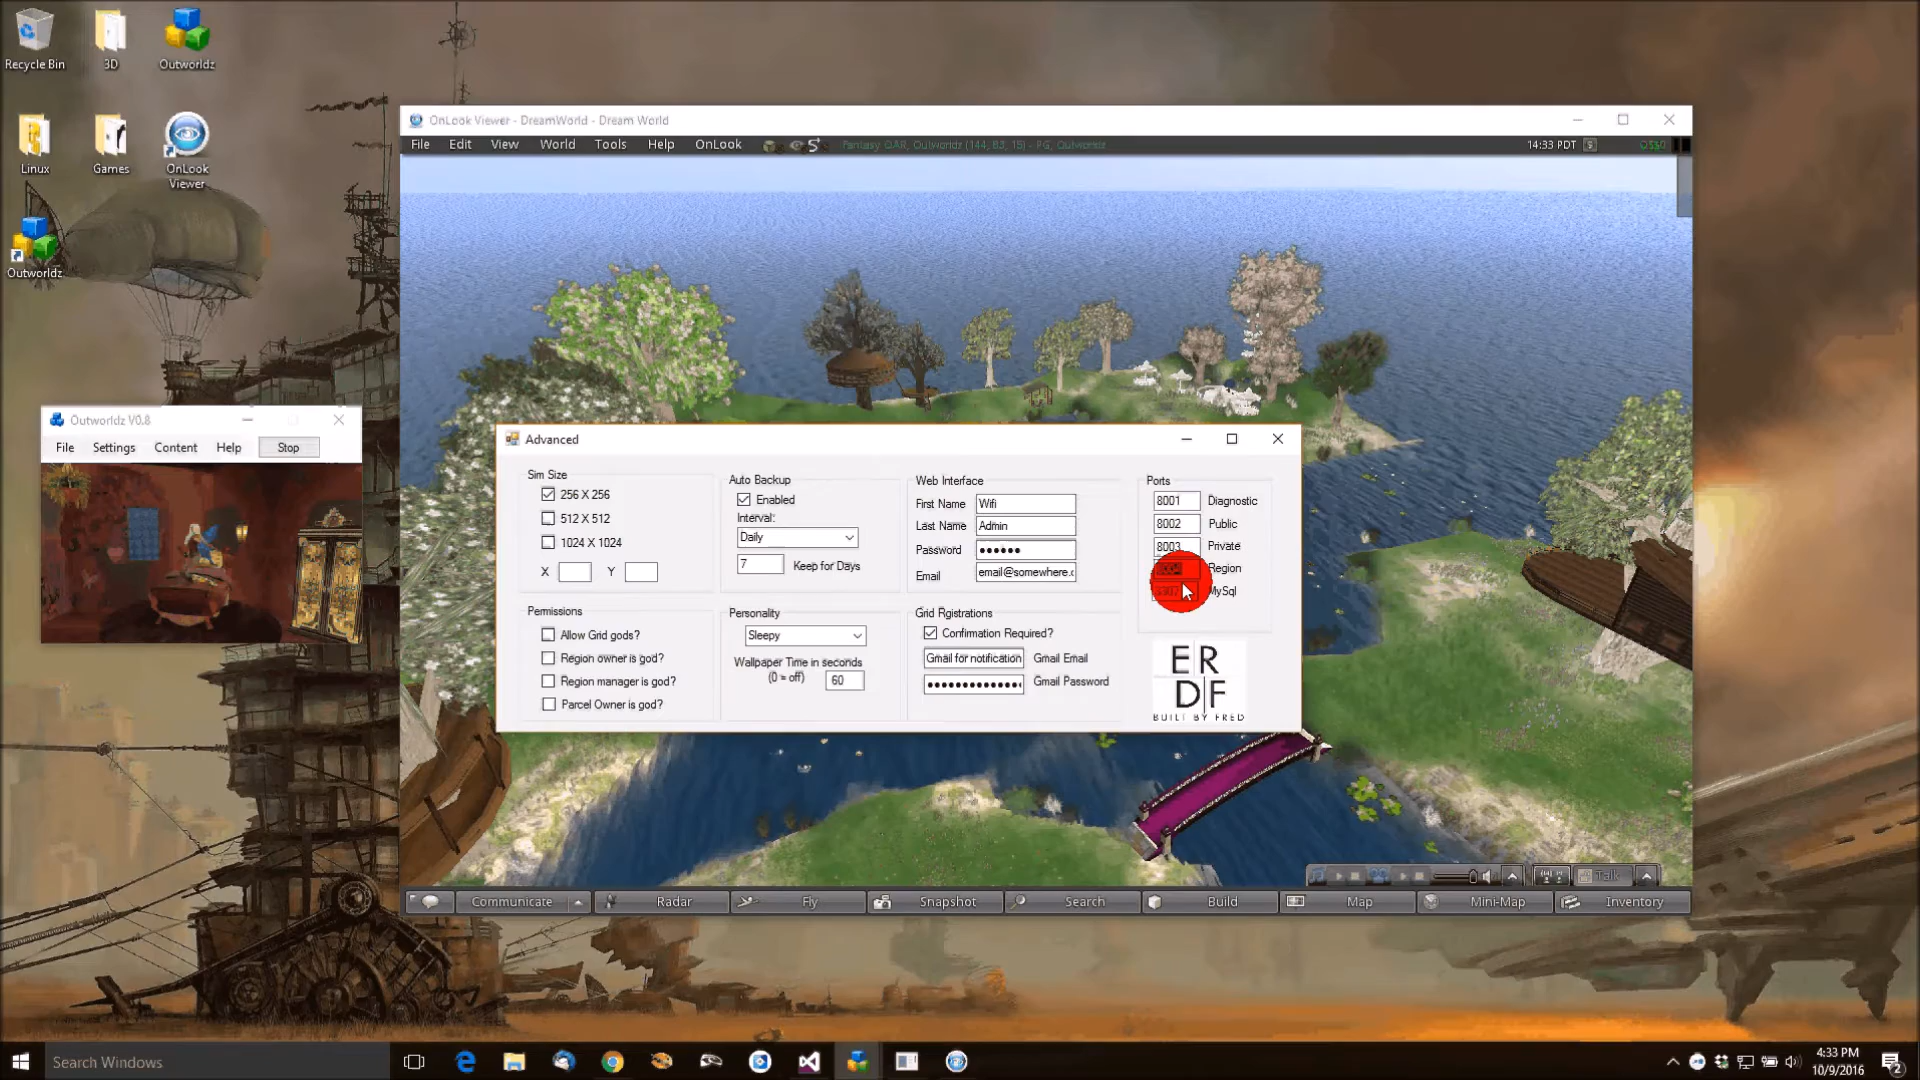 Recycle Bin
3D
Outworldz
Linux
Games
OnLook
Viewer
Outworldz
OnLook Viewer - DreamWorld - Dream World
File Edit View World Tools Help OnLook
14:33 PDT
Outworldz V0.8
File Settings Content Help Stop
Advanced
Sim Size
256 X 256
512 X 512
1024 X 1024
X Y
Auto Backup
Enabled
Interval:
Daily
7 Keep for Days
Web Interface
First Name Wifi
Last Name Admin
Password ●●●●●●
Email email@somewhere.c
Ports
8001 Diagnostic
8002 Public
8003 Private
Region
MySql
Permissions
Allow Grid gods?
Region owner is god?
Region manager is god?
Parcel Owner is god?
Personality
Sleepy
Wallpaper Time in seconds
(0 = off) 60
Grid Rgistrations
Confirmation Required?
Gmail for notification Gmail Email
Gmail Password
ER
DF
BUILT BY FRED
Talk
Communicate Radar Fly Snapshot Search Build Map Mini-Map Inventory
Search Windows
4:33 PM
10/9/2016
2